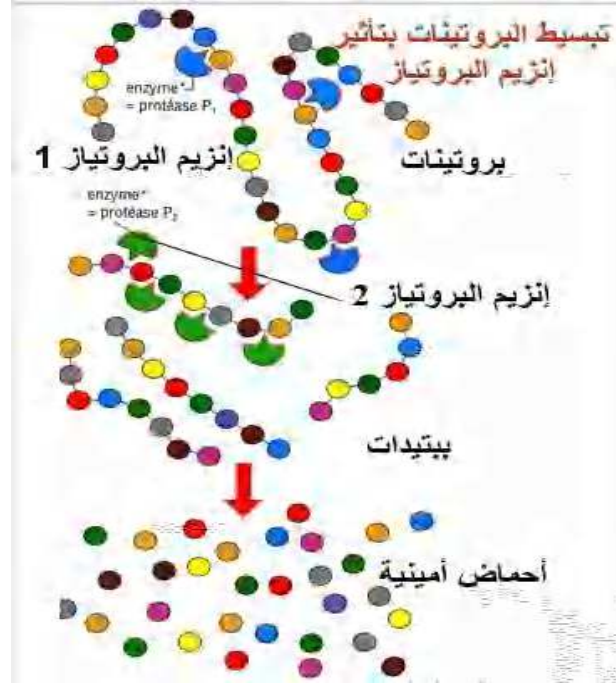 تبسيط البروتينات بتأثير
إنزيم البروتياز
enzyme*
= protéase P₁
إنزيم البروتياز 1
بروتينات
enzyme*
= protéase P₂
إنزيم البروتياز 2
ببتيدات
أحماض أمينية